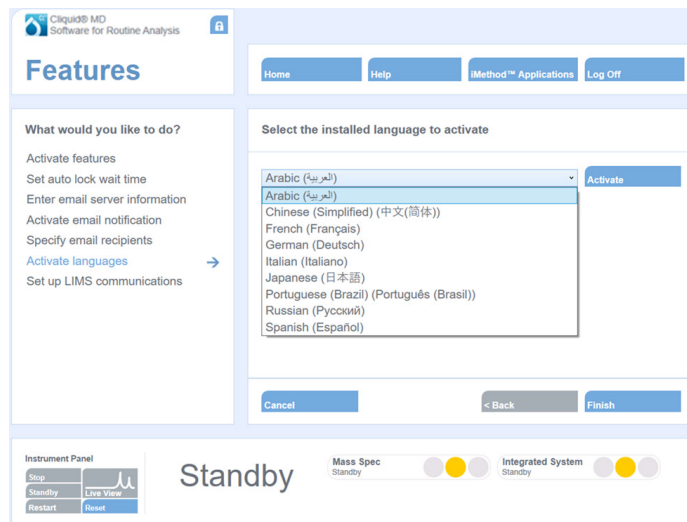 Cliquid® MD
Software for Routine Analysis
Features
Home
Help
iMethod™ Applications
Log Off
What would you like to do?
Activate features
Set auto lock wait time
Enter email server information
Activate email notification
Specify email recipients
Activate languages
Set up LIMS communications
Select the installed language to activate
Arabic (العربية)
Activate
Arabic (العربية)
Chinese (Simplified) (中文(简体))
French (Français)
German (Deutsch)
Italian (Italiano)
Japanese (日本語)
Portuguese (Brazil) (Português (Brasil))
Russian (Русский)
Spanish (Español)
Cancel
< Back
Finish
Instrument Panel
Stop
Standby
Live View
Restart
Reset
Standby
Mass Spec
Standby
Integrated System
Standby